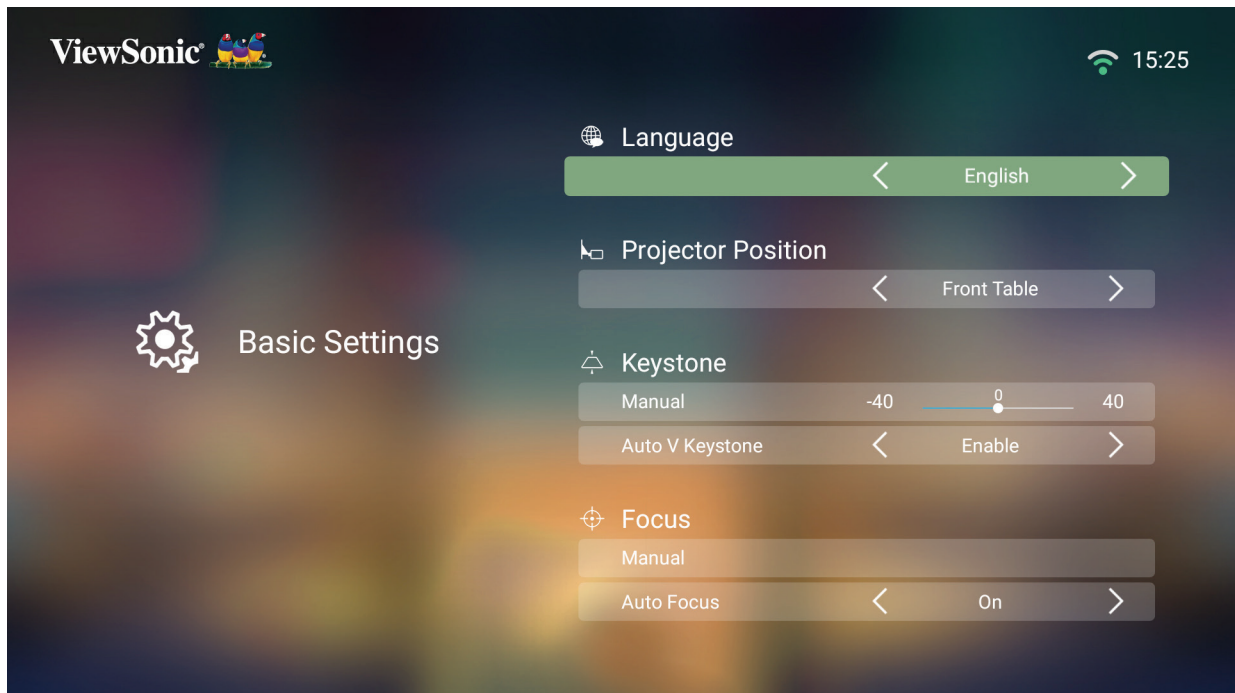 ViewSonic®
15:25
Language
English
Projector Position
Front Table
Basic Settings
Keystone
Manual -40 0 40
Auto V Keystone Enable
Focus
Manual
Auto Focus On